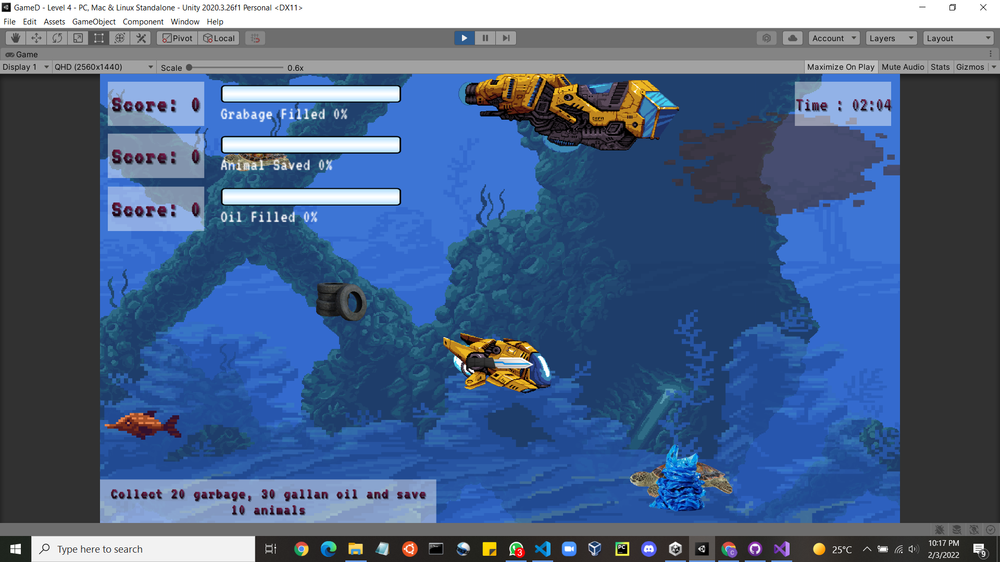 GameD - Level 4 - PC, Mac & Linux Standalone - Unity 2020.3.26f1 Personal <DX11>
File Edit Assets GameObject Component Window Help
Pivot Local Account Layers Layout
Game
Display 1 QHD (2560x1440) Scale 0.6x Maximize On Play Mute Audio Stats Gizmos
Score: 0
Grabage Filled 0%
Time : 02:04
Score: 0
Animal Saved 0%
Score: 0
Oil Filled 0%
Collect 20 garbage, 30 gallan oil and save
10 animals
Type here to search
PC
3
C
25°C
10:17 PM
2/3/2022
9